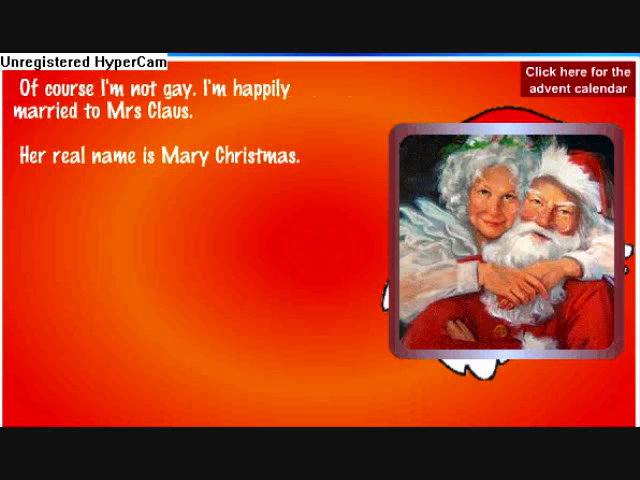 Unregistered HyperCam
Click here for the
advent calendar
Of course I'm not gay. I'm happily
married to Mrs Claus.
Her real name is Mary Christmas.